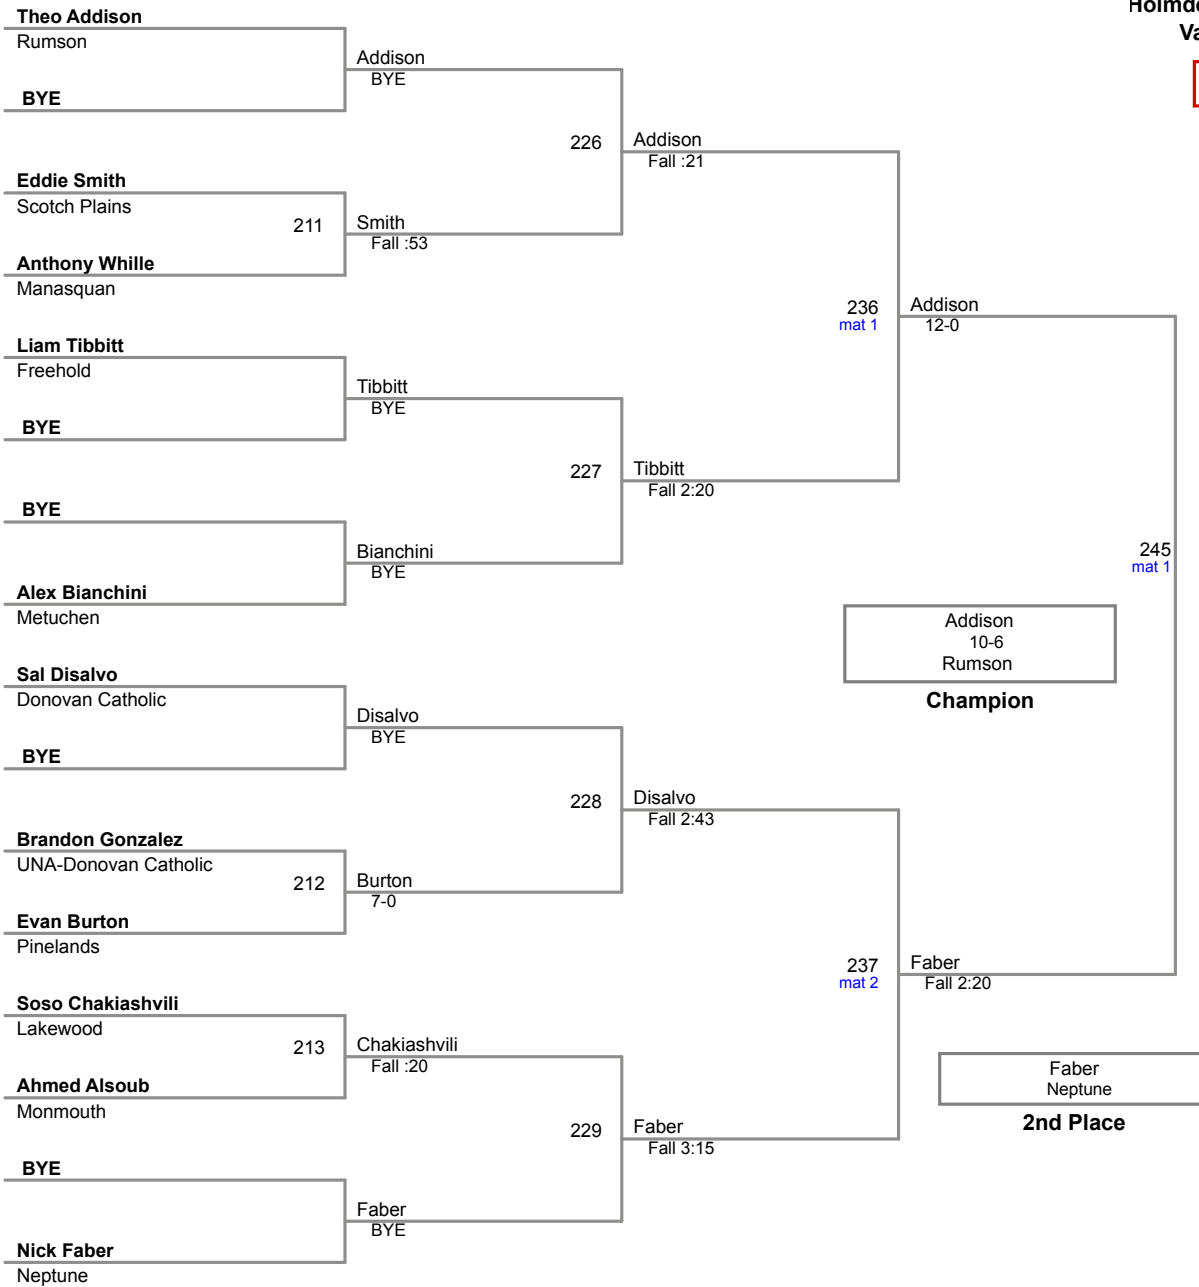 Theo Addison
Rumson
BYE
Addison
BYE
226
Addison
Fall :21
Eddie Smith
Scotch Plains
211
Smith
Fall :53
Anthony Whille
Manasquan
236
mat 1
Addison
12-0
Liam Tibbitt
Freehold
Tibbitt
BYE
BYE
227
Tibbitt
Fall 2:20
BYE
Bianchini
BYE
Alex Bianchini
Metuchen
245
mat 1
Addison
10-6
Rumson
Champion
Sal Disalvo
Donovan Catholic
Disalvo
BYE
BYE
228
Disalvo
Fall 2:43
Brandon Gonzalez
UNA-Donovan Catholic
212
Burton
7-0
Evan Burton
Pinelands
237
mat 2
Faber
Fall 2:20
Soso Chakiashvili
Lakewood
213
Chakiashvili
Fall :20
Ahmed Alsoub
Monmouth
229
Faber
Fall 3:15
Faber
Neptune
2nd Place
BYE
Faber
BYE
Nick Faber
Neptune